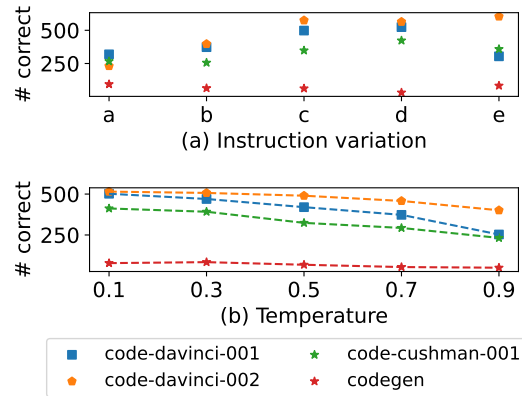 # correct
500
250
a b c d e
(a) Instruction variation
# correct
500
250
0.1 0.3 0.5 0.7 0.9
(b) Temperature
code-davinci-001 code-cushman-001
code-davinci-002 codegen